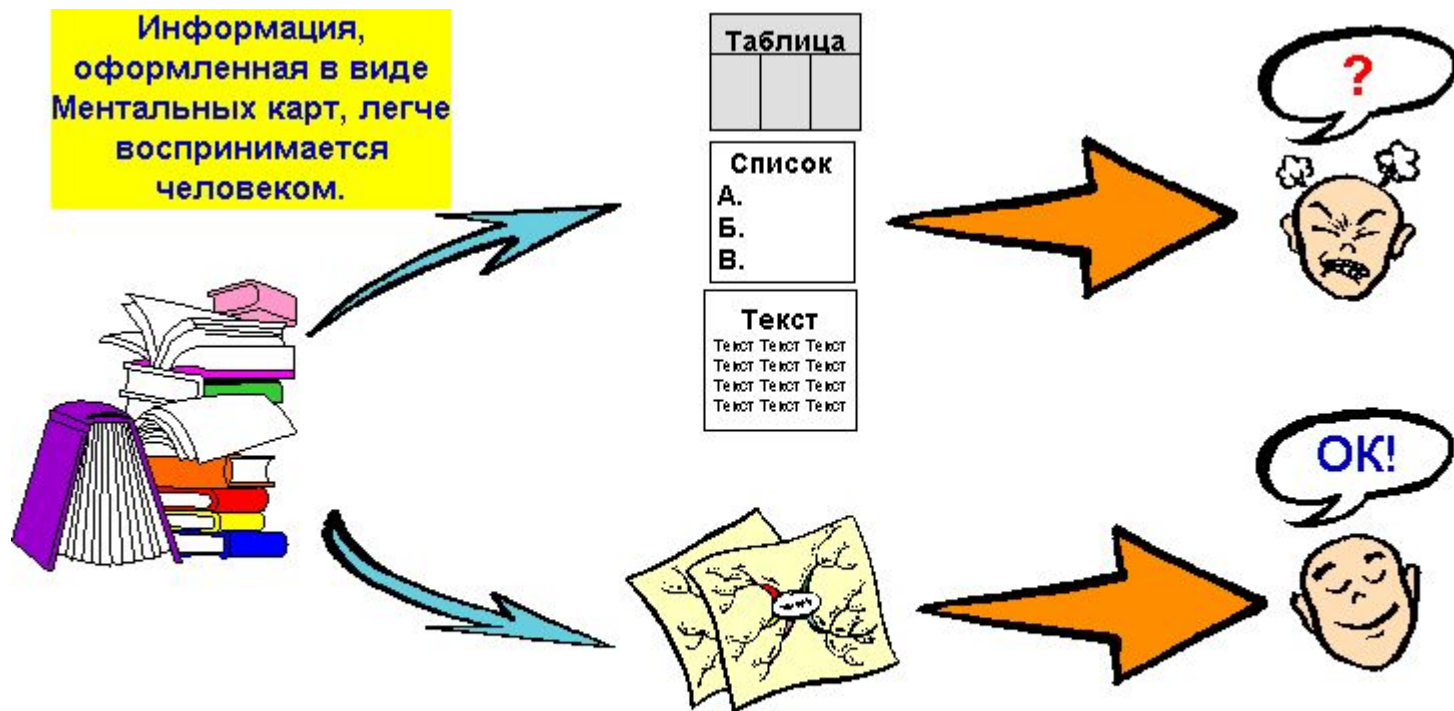 Информация,
оформленная в виде
Ментальных карт, легче
воспринимается
человеком.
Таблица
Список
А.
Б.
В.
Текст
Текст Текст Текст
Текст Текст Текст
Текст Текст Текст
Текст Текст Текст
?
ОК!